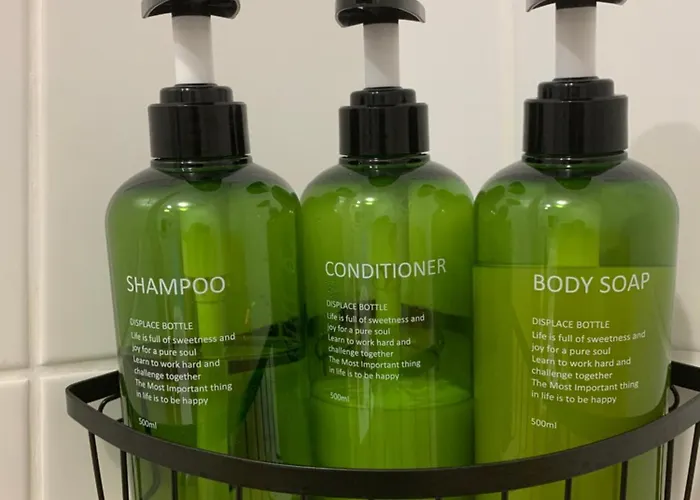 SHAMPOO
DISPLACE BOTTLE
Life is full of sweetness and
joy for a pure soul
Learn to work hard and
challenge together
The Most Important thing
in life is to be happy
500ml
CONDITIONER
DISPLACE BOTTLE
Life is full of sweetness and
joy for a pure soul
Learn to work hard and
challenge together
The Most Important thing
in life is to be happy
500ml
BODY SOAP
DISPLACE BOTTLE
Life is full of sweetness and
joy for a pure soul
Learn to work hard and
challenge together
The Most Important thing
in life is to be happy
500ml